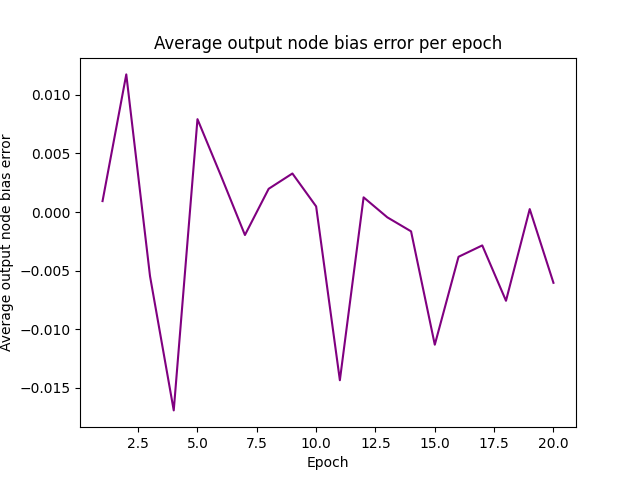 Average output node bias error per epoch
Average output node bias error
0.010
0.005
0.000
−0.005
−0.010
−0.015
2.5 5.0 7.5 10.0 12.5 15.0 17.5 20.0
Epoch